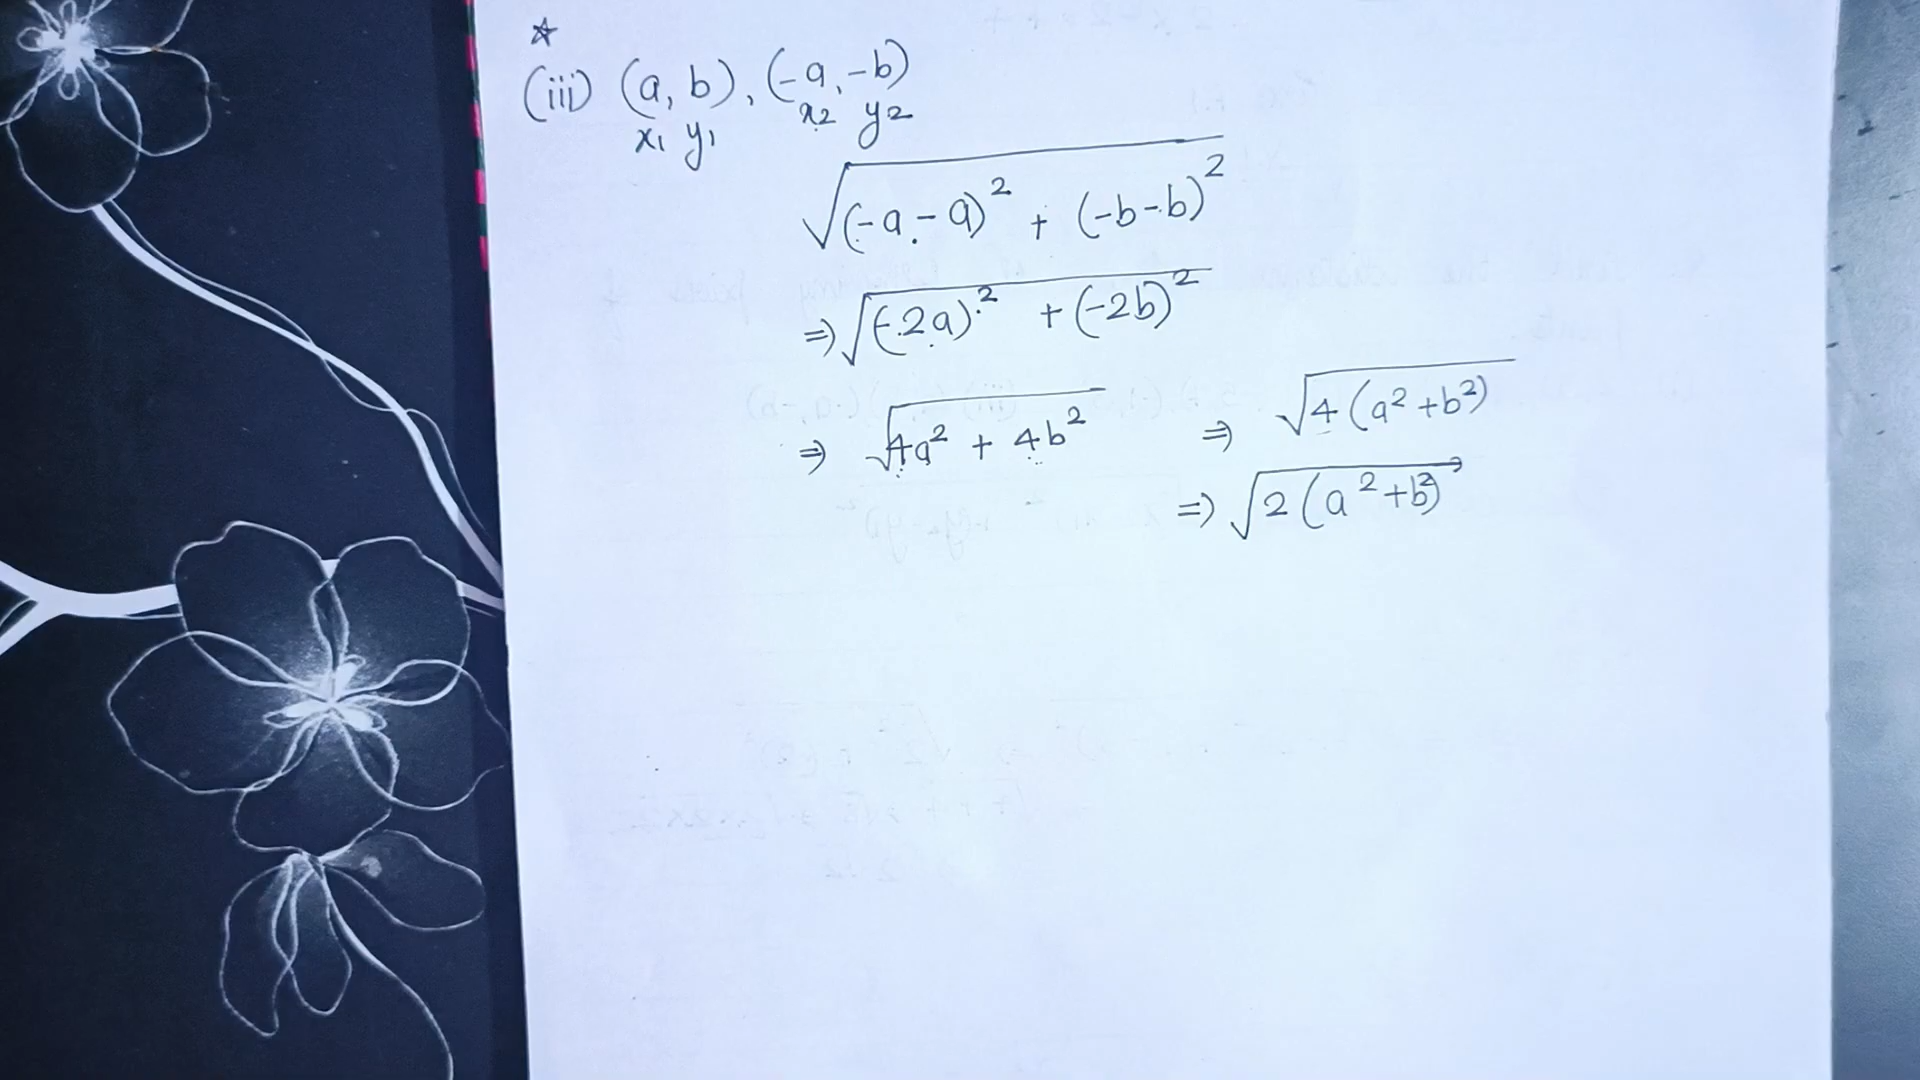 ☆
(iii) (a, b), (-a, -b)
x1 y1 x2 y2
√(-a-a)² + (-b-b)²
⇒ √(-2a)² + (-2b)²
⇒ √4a² + 4b² ⇒ √4(a²+b²)
⇒ √2(a²+b²)